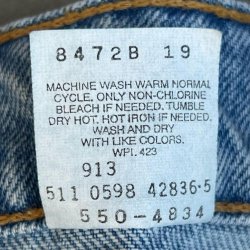 8472B 19
MACHINE WASH WARM NORMAL
CYCLE. ONLY NON-CHLORINE
BLEACH IF NEEDED. TUMBLE
DRY HOT. HOT IRON IF NEEDED.
WASH AND DRY
WITH LIKE COLORS.
WPL 423
913
511 0598 42836-5
550-4834